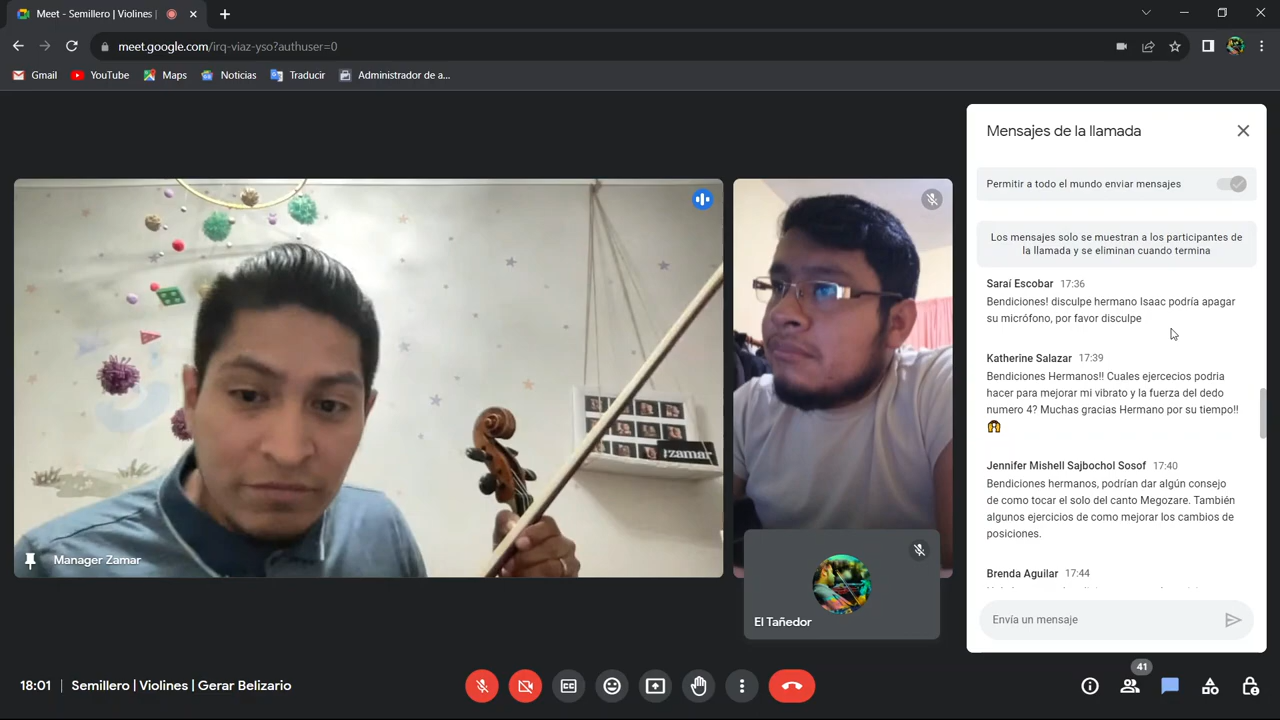 Meet - Semillero | Violines |
meet.google.com/irq-viaz-yso?authuser=0
Gmail
YouTube
Maps
Noticias
Traducir
Administrador de a...
Mensajes de la llamada
Permitir a todo el mundo enviar mensajes
Los mensajes solo se muestran a los participantes de
la llamada y se eliminan cuando termina
Saraí Escobar 17:36
Bendiciones! disculpe hermano Isaac podría apagar
su micrófono, por favor disculpe
Katherine Salazar 17:39
Bendiciones Hermanos!! Cuales ejercecios podria
hacer para mejorar mi vibrato y la fuerza del dedo
numero 4? Muchas gracias Hermano por su tiempo!!
Jennifer Mishell Sajbochol Sosof 17:40
Bendiciones hermanos, podrían dar algún consejo
de como tocar el solo del canto Megozare. También
algunos ejercicios de como mejorar los cambios de
posiciones.
Brenda Aguilar 17:44
Envía un mensaje
zamar
Manager Zamar
El Tañedor
18:01 | Semillero | Violines | Gerar Belizario
41